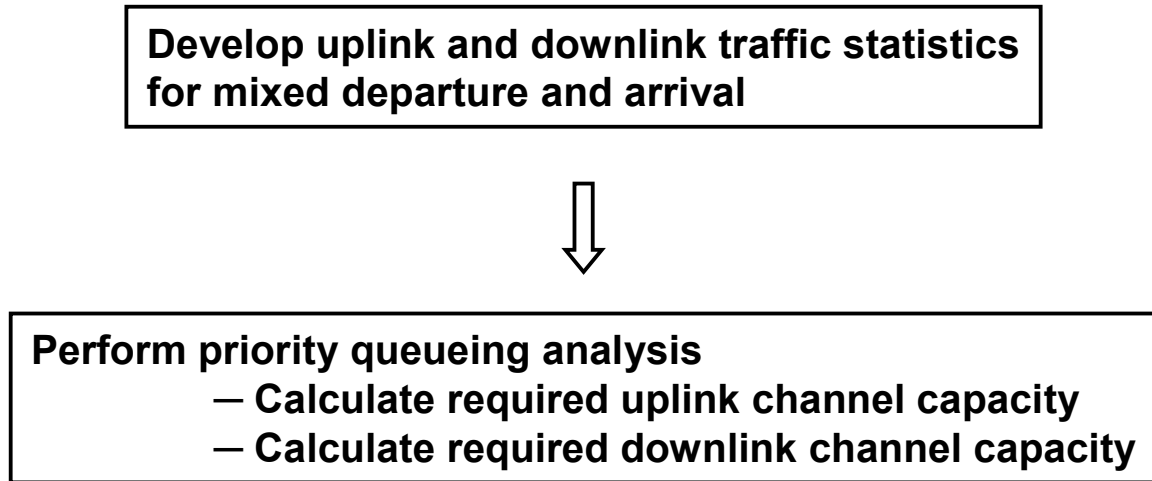 Develop uplink and downlink traffic statistics
for mixed departure and arrival
Perform priority queueing analysis
— Calculate required uplink channel capacity
— Calculate required downlink channel capacity